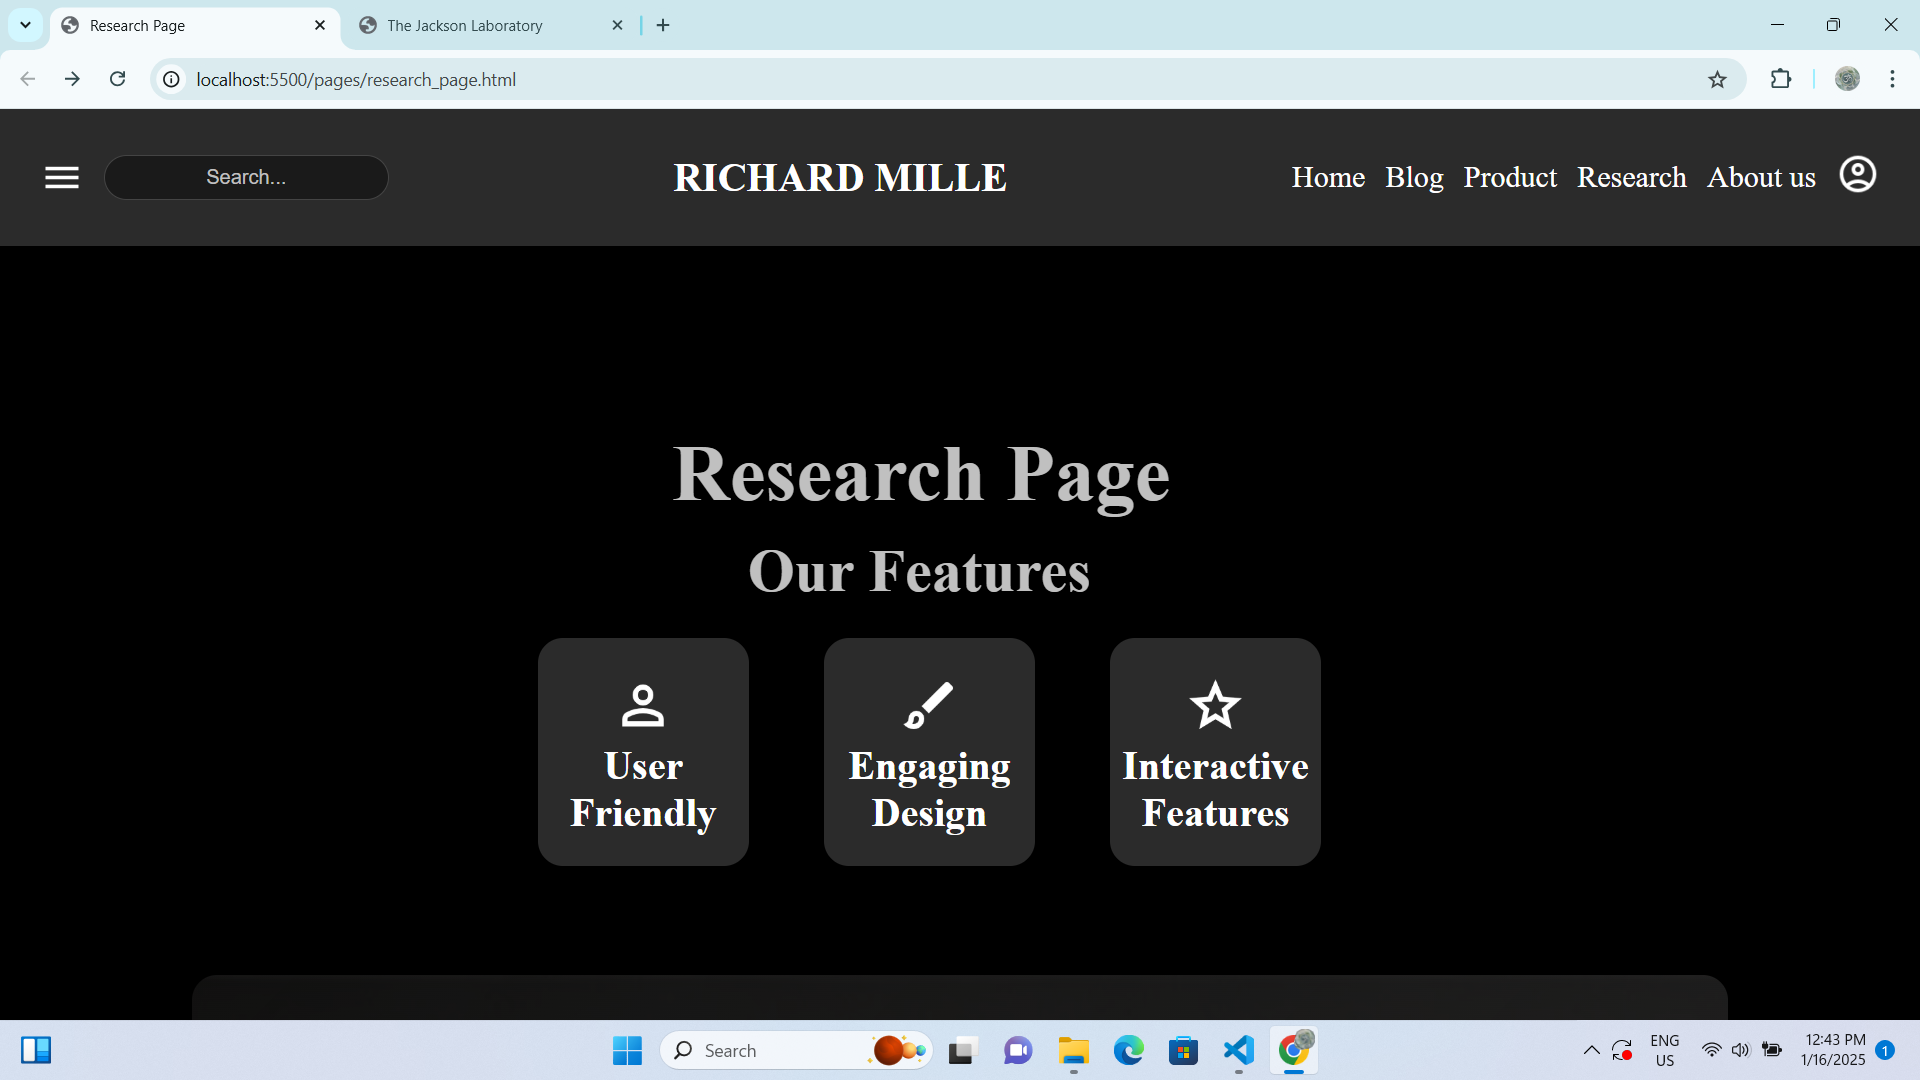 Research Page
The Jackson Laboratory
localhost:5500/pages/research_page.html
Search...
RICHARD MILLE
Home Blog Product Research About us
Research Page
Our Features
User
Friendly
Engaging
Design
Interactive
Features
Search
ENG
US
12:43 PM
1/16/2025
1